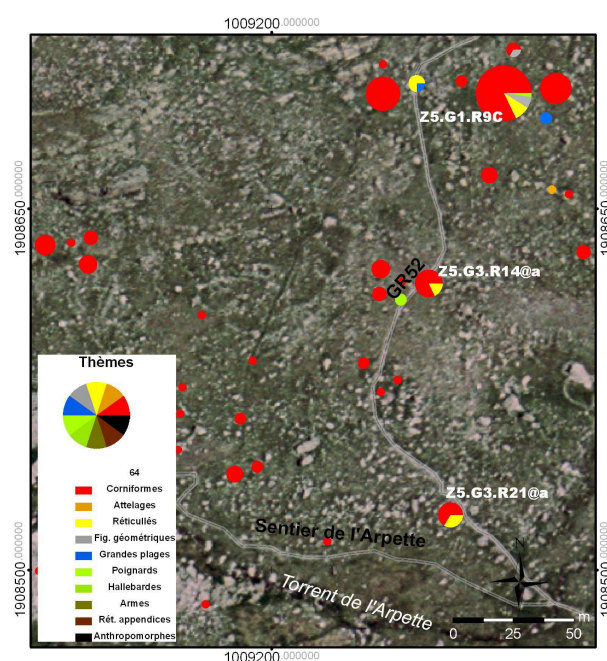 1009200.000000
Z5.G1.R9C
1908650.000000
1908650.000000
GR52
Z5.G3.R14@a
Thèmes
64
Corniformes
Attelages
Réticullés
Fig. géométriques
Grandes plages
Poignards
Hallebardes
Armes
Rét. appendices
Anthropomorphes
Z5.G3.R21@a
Sentier de l'Arpette
Torrent de l'Arpette
N
m
0 25 50
1908500.000000
1908500.000000
1009200.000000